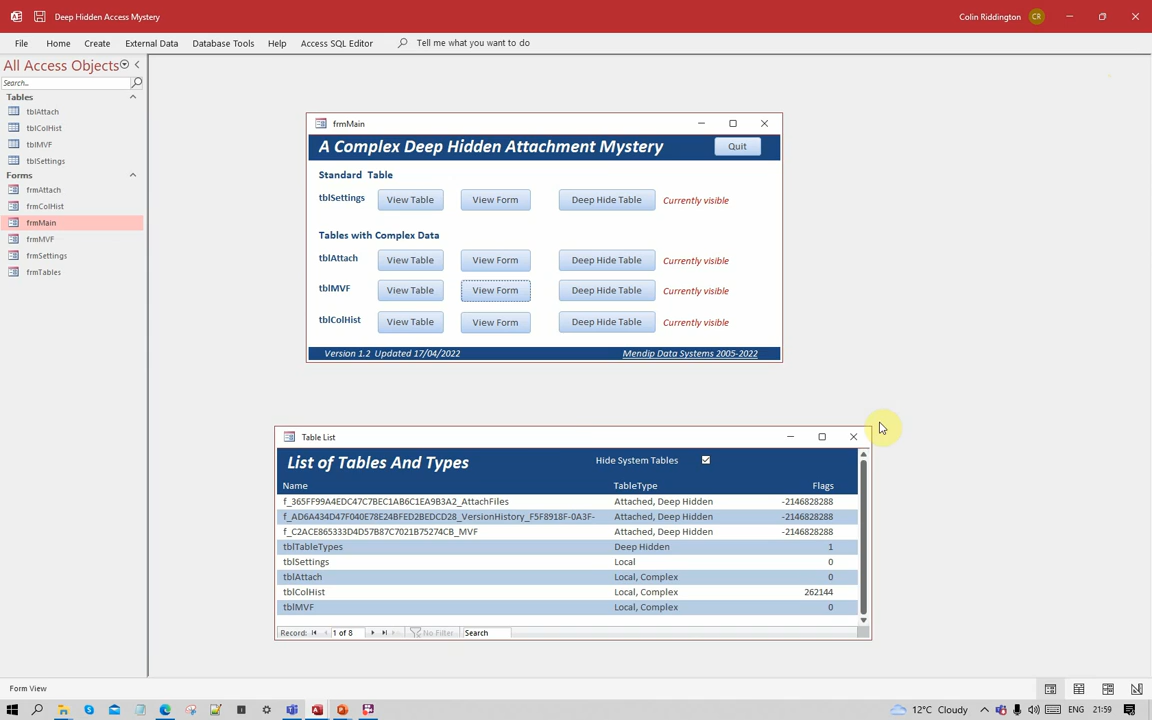 Deep Hidden Access Mystery
Colin Riddington CR
File Home Create External Data Database Tools Help Access SQL Editor Tell me what you want to do
All Access Objects
Search...
Tables
tblAttach
tblColHist
tblMVF
tblSettings
Forms
frmAttach
frmColHist
frmMain
frmMVF
frmSettings
frmTables
frmMain
A Complex Deep Hidden Attachment Mystery Quit
Standard Table
tblSettings View Table View Form Deep Hide Table Currently visible
Tables with Complex Data
tblAttach View Table View Form Deep Hide Table Currently visible
tblMVF View Table View Form Deep Hide Table Currently visible
tblColHist View Table View Form Deep Hide Table Currently visible
Version 1.2 Updated 17/04/2022 Mendip Data Systems 2005-2022
Table List
List of Tables And Types Hide System Tables
Name TableType Flags
f_365FF99A4EDC47C7BEC1AB6C1EA9B3A2_AttachFiles Attached, Deep Hidden -2146828288
f_AD6A434D47F040E78E24BFED2BEDCD28_VersionHistory_F5F8918F-0A3F- Attached, Deep Hidden -2146828288
f_C2ACE865333D4D57B87C7021B75274CB_MVF Attached, Deep Hidden -2146828288
tblTableTypes Deep Hidden 1
tblSettings Local 0
tblAttach Local, Complex 0
tblColHist Local, Complex 262144
tblMVF Local, Complex 0
Record: 1 of 8 No Filter Search
Form View
12°C Cloudy ENG 21:59